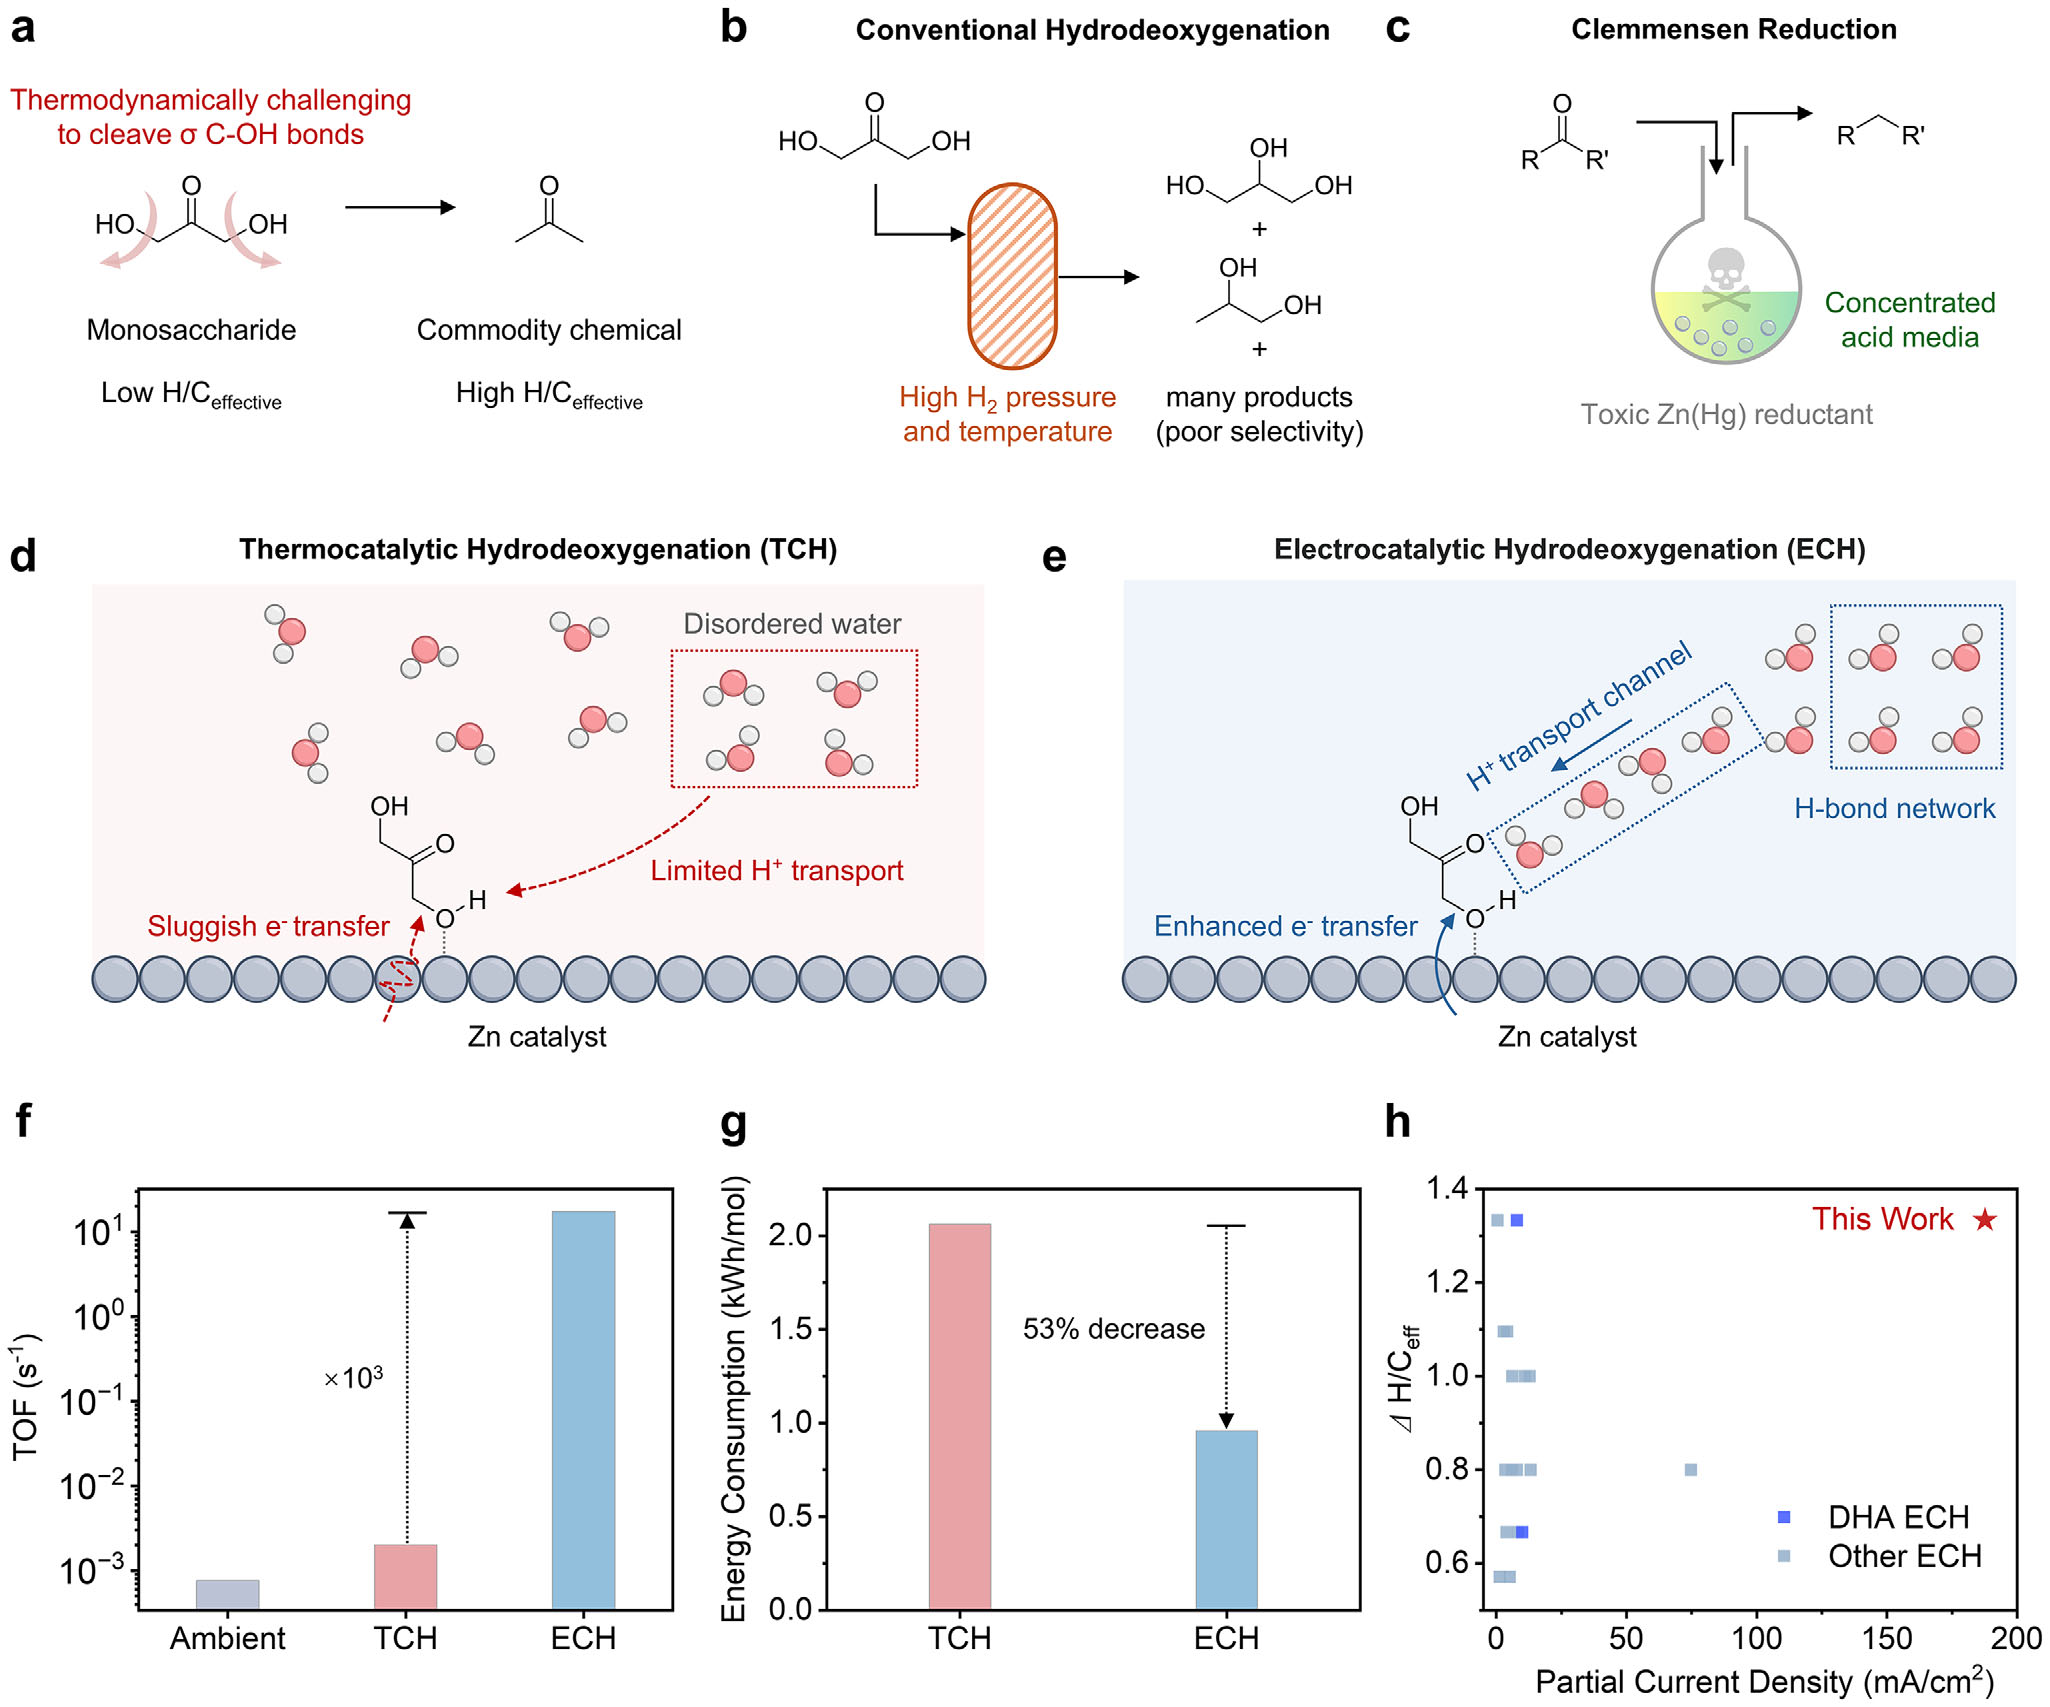 a
Thermodynamically challenging
to cleave σ C-OH bonds
O
HO
OH
O
Monosaccharide
Commodity chemical
Low H/Ceffective
High H/Ceffective
b
Conventional Hydrodeoxygenation
O
HO
OH
OH
HO
OH
+
OH
OH
+
High H2 pressure
and temperature
many products
(poor selectivity)
c
Clemmensen Reduction
O
R
R'
R
R'
Concentrated
acid media
Toxic Zn(Hg) reductant
d
Thermocatalytic Hydrodeoxygenation (TCH)
Disordered water
OH
O
H
O
Limited H+ transport
Sluggish e- transfer
Zn catalyst
e
Electrocatalytic Hydrodeoxygenation (ECH)
H+ transport channel
H-bond network
OH
O
H
O
Enhanced e- transfer
Zn catalyst
f
TOF (s-1)
10^1
10^0
10^−1
10^−2
10^−3
×10^3
Ambient
TCH
ECH
g
Energy Consumption (kWh/mol)
2.0
1.5
1.0
0.5
0.0
53% decrease
TCH
ECH
h
Δ H/Ceff
1.4
1.2
1.0
0.8
0.6
This Work
DHA ECH
Other ECH
0
50
100
150
200
Partial Current Density (mA/cm2)